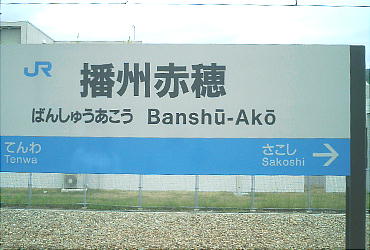 JR
播州赤穂
ばんしゅうあこう Banshū-Akō
てんわ さこし
Tenwa Sakoshi →